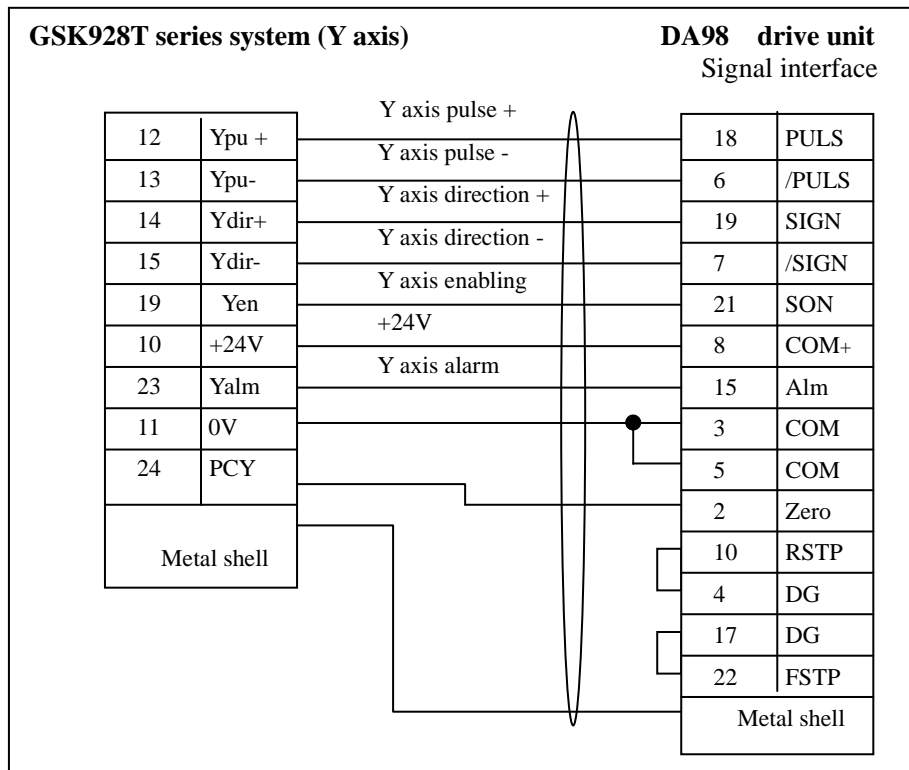 GSK928T series system (Y axis)
DA98 drive unit
Signal interface
Y axis pulse +
Y axis pulse -
Y axis direction +
Y axis direction -
Y axis enabling
+24V
Y axis alarm
12 Ypu +
13 Ypu-
14 Ydir+
15 Ydir-
19 Yen
10 +24V
23 Yalm
11 0V
24 PCY
Metal shell
18 PULS
6 /PULS
19 SIGN
7 /SIGN
21 SON
8 COM+
15 Alm
3 COM
5 COM
2 Zero
10 RSTP
4 DG
17 DG
22 FSTP
Metal shell